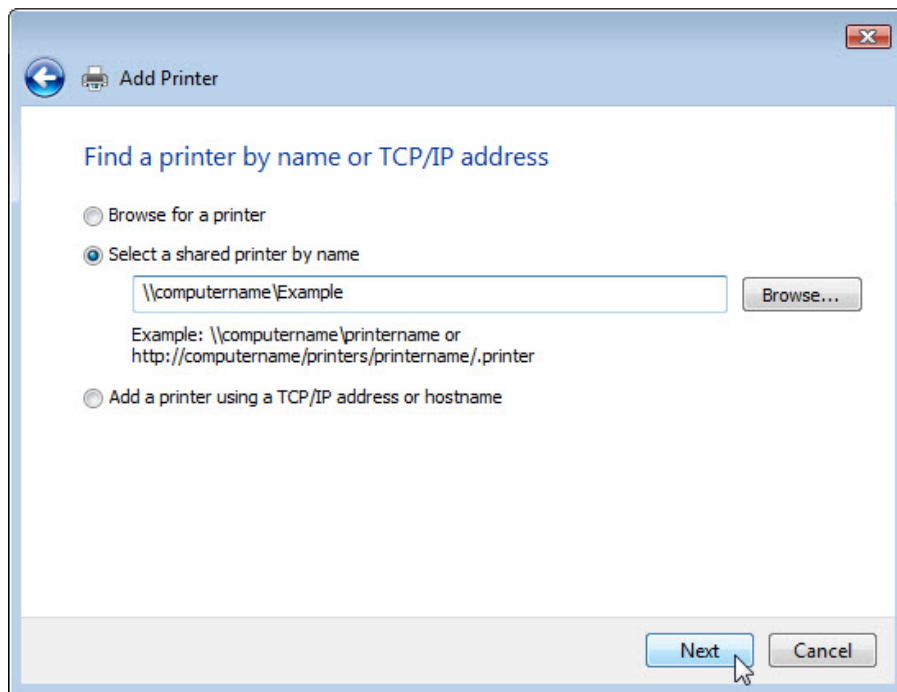 Add Printer
Find a printer by name or TCP/IP address
Browse for a printer
Select a shared printer by name
\\computername\Example
Browse...
Example: \\computername\printername or
http://computername/printers/printername/.printer
Add a printer using a TCP/IP address or hostname
Next
Cancel